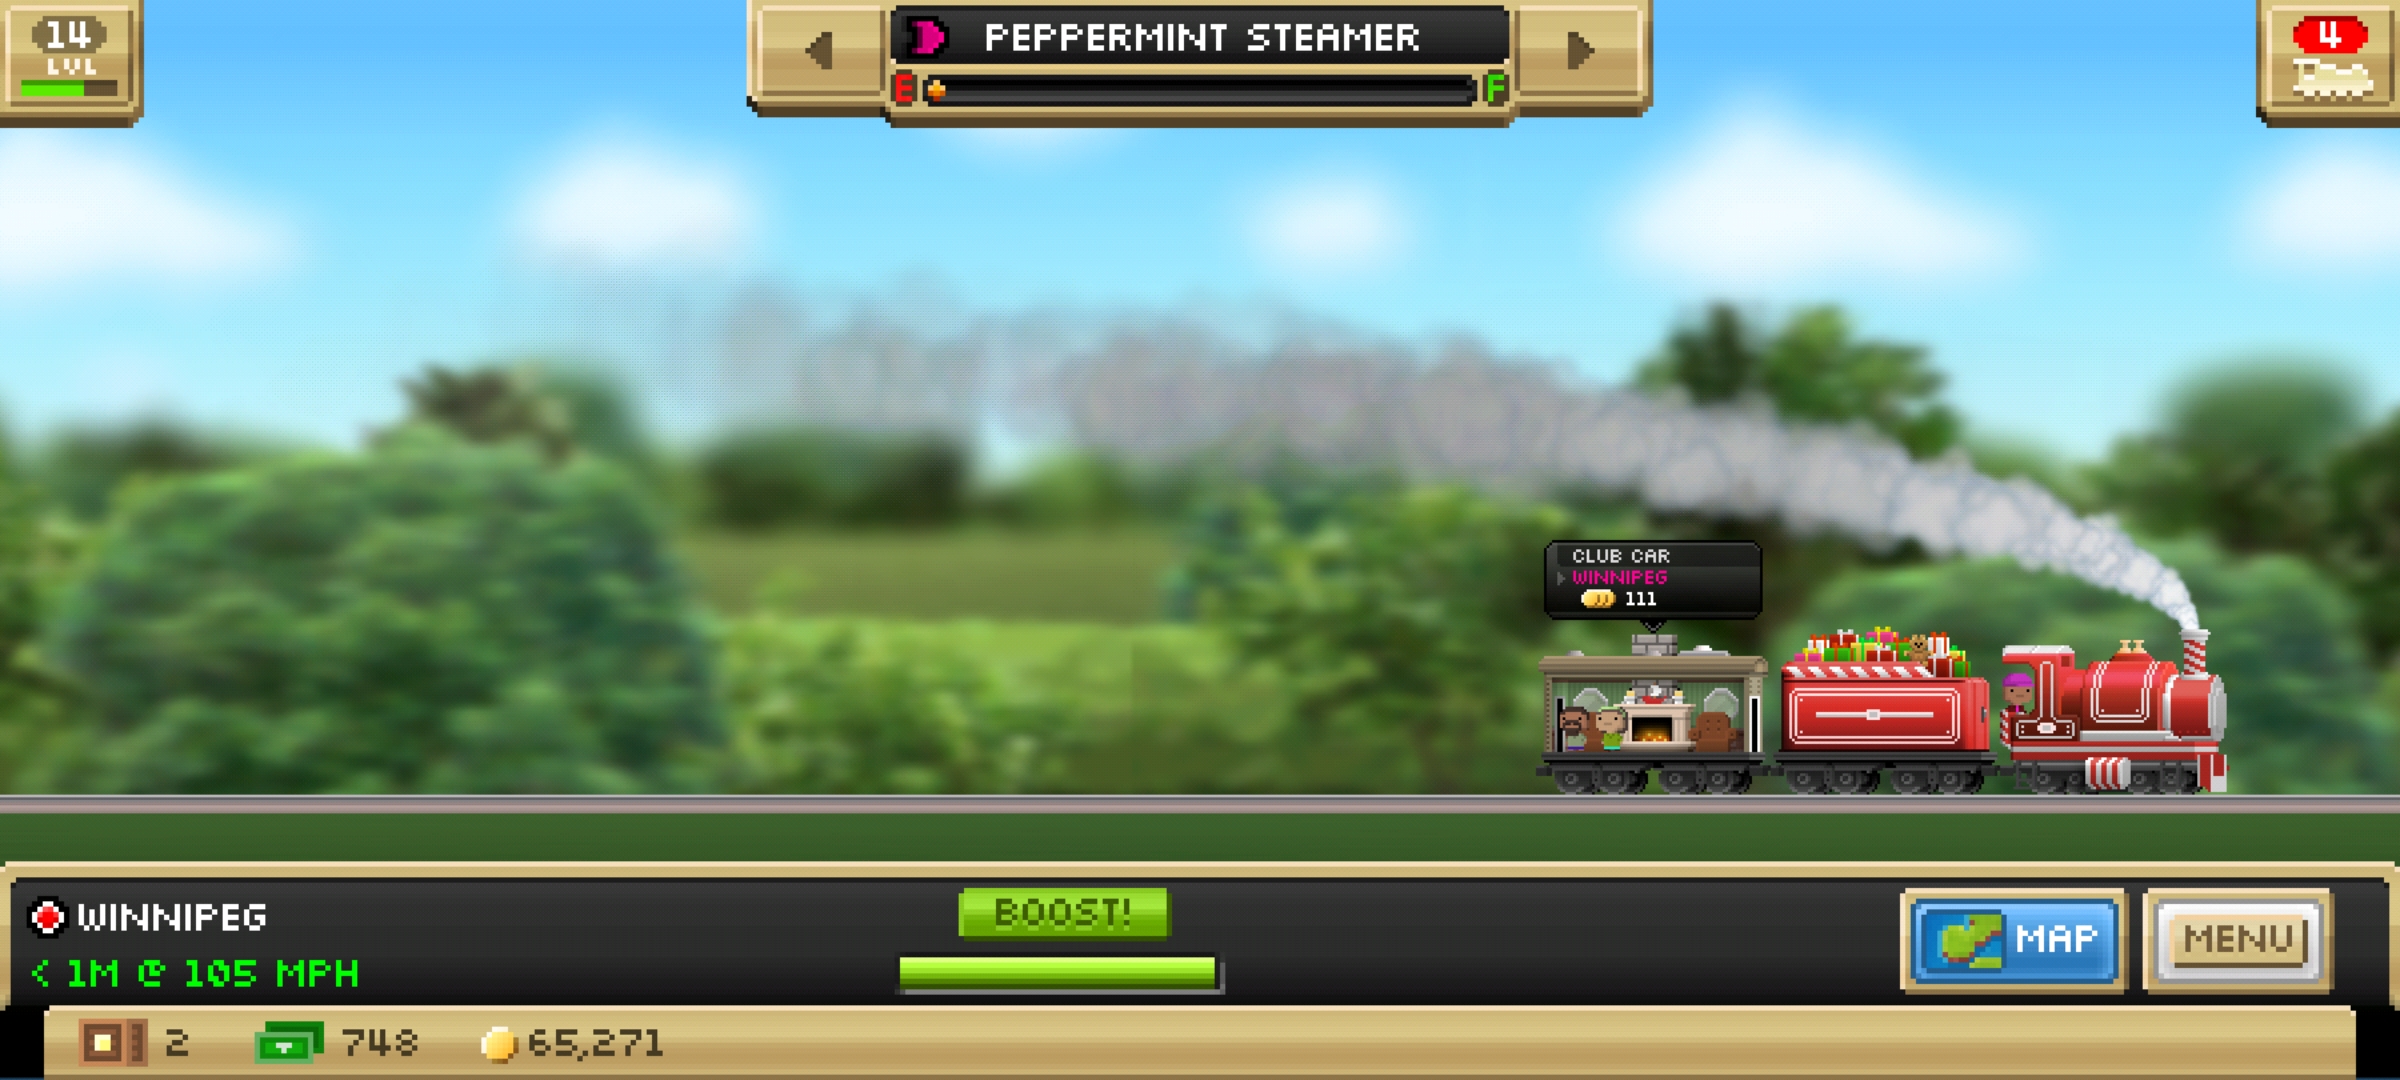 14
LVL
PEPPERMINT STEAMER
E F
4
CLUB CAR
WINNIPEG
111
WINNIPEG
< 1M @ 105 MPH
BOOST!
MAP
MENU
2
748
65,271